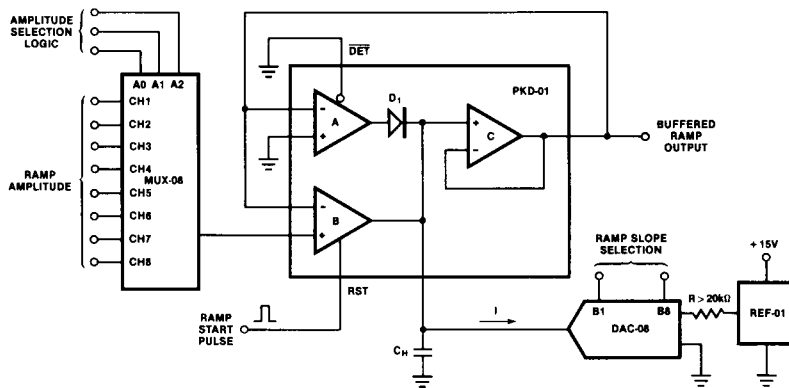 AMPLITUDE
SELECTION
LOGIC
A0 A1 A2
RAMP
AMPLITUDE
CH1
CH2
CH3
CH4
MUX-08
CH5
CH6
CH7
CH8
DET
PKD-01
-
A
+
D1
+
C
-
BUFFERED
RAMP
OUTPUT
-
B
+
RST
RAMP
START
PULSE
CH
I
RAMP SLOPE
SELECTION
B1 B8
DAC-08
R > 20kΩ
+ 15V
REF-01